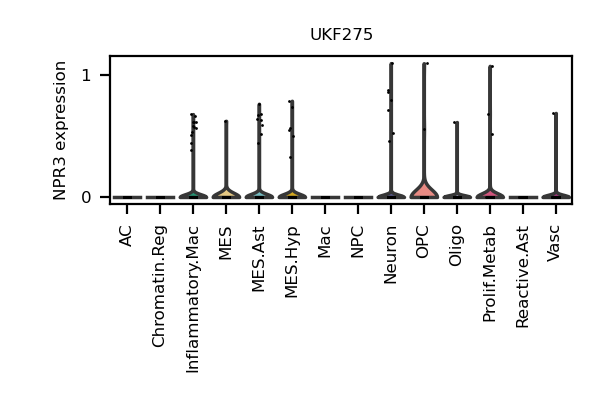 UKF275
NPR3 expression
1
0
AC
Chromatin.Reg
Inflammatory.Mac
MES
MES.Ast
MES.Hyp
Mac
NPC
Neuron
OPC
Oligo
Prolif.Metab
Reactive.Ast
Vasc